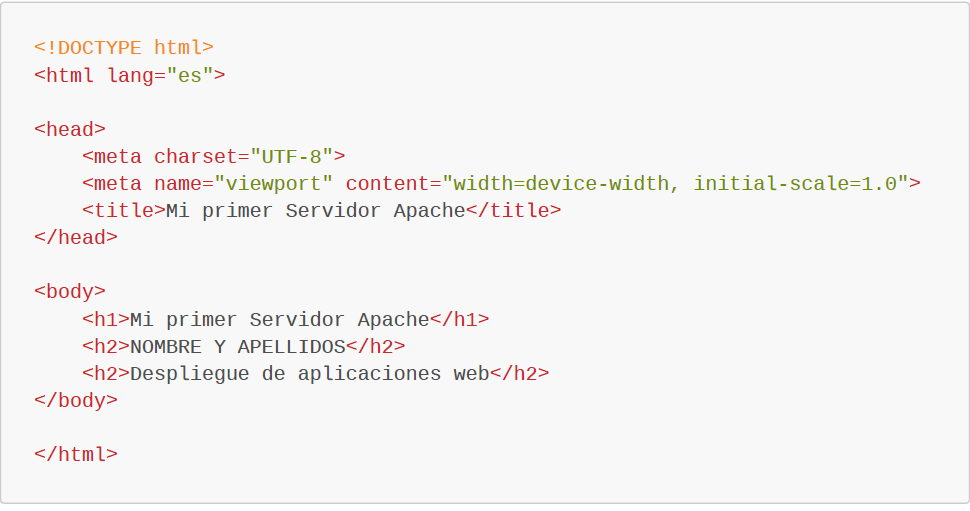 <!DOCTYPE html>
<html lang="es">
<head>
<meta charset="UTF-8">
<meta name="viewport" content="width=device-width, initial-scale=1.0">
<title>Mi primer Servidor Apache</title>
</head>
<body>
<h1>Mi primer Servidor Apache</h1>
<h2>NOMBRE Y APELLIDOS</h2>
<h2>Despliegue de aplicaciones web</h2>
</body>
</html>